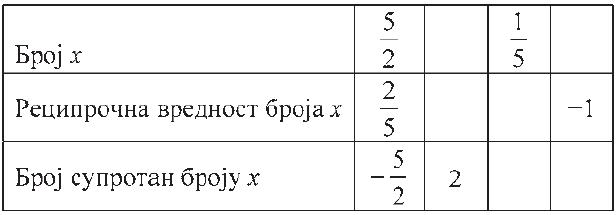 Број x 5/2 1/5
Реципрочна вредност броја x 2/5 −1
Број супротан броју x −5/2 2